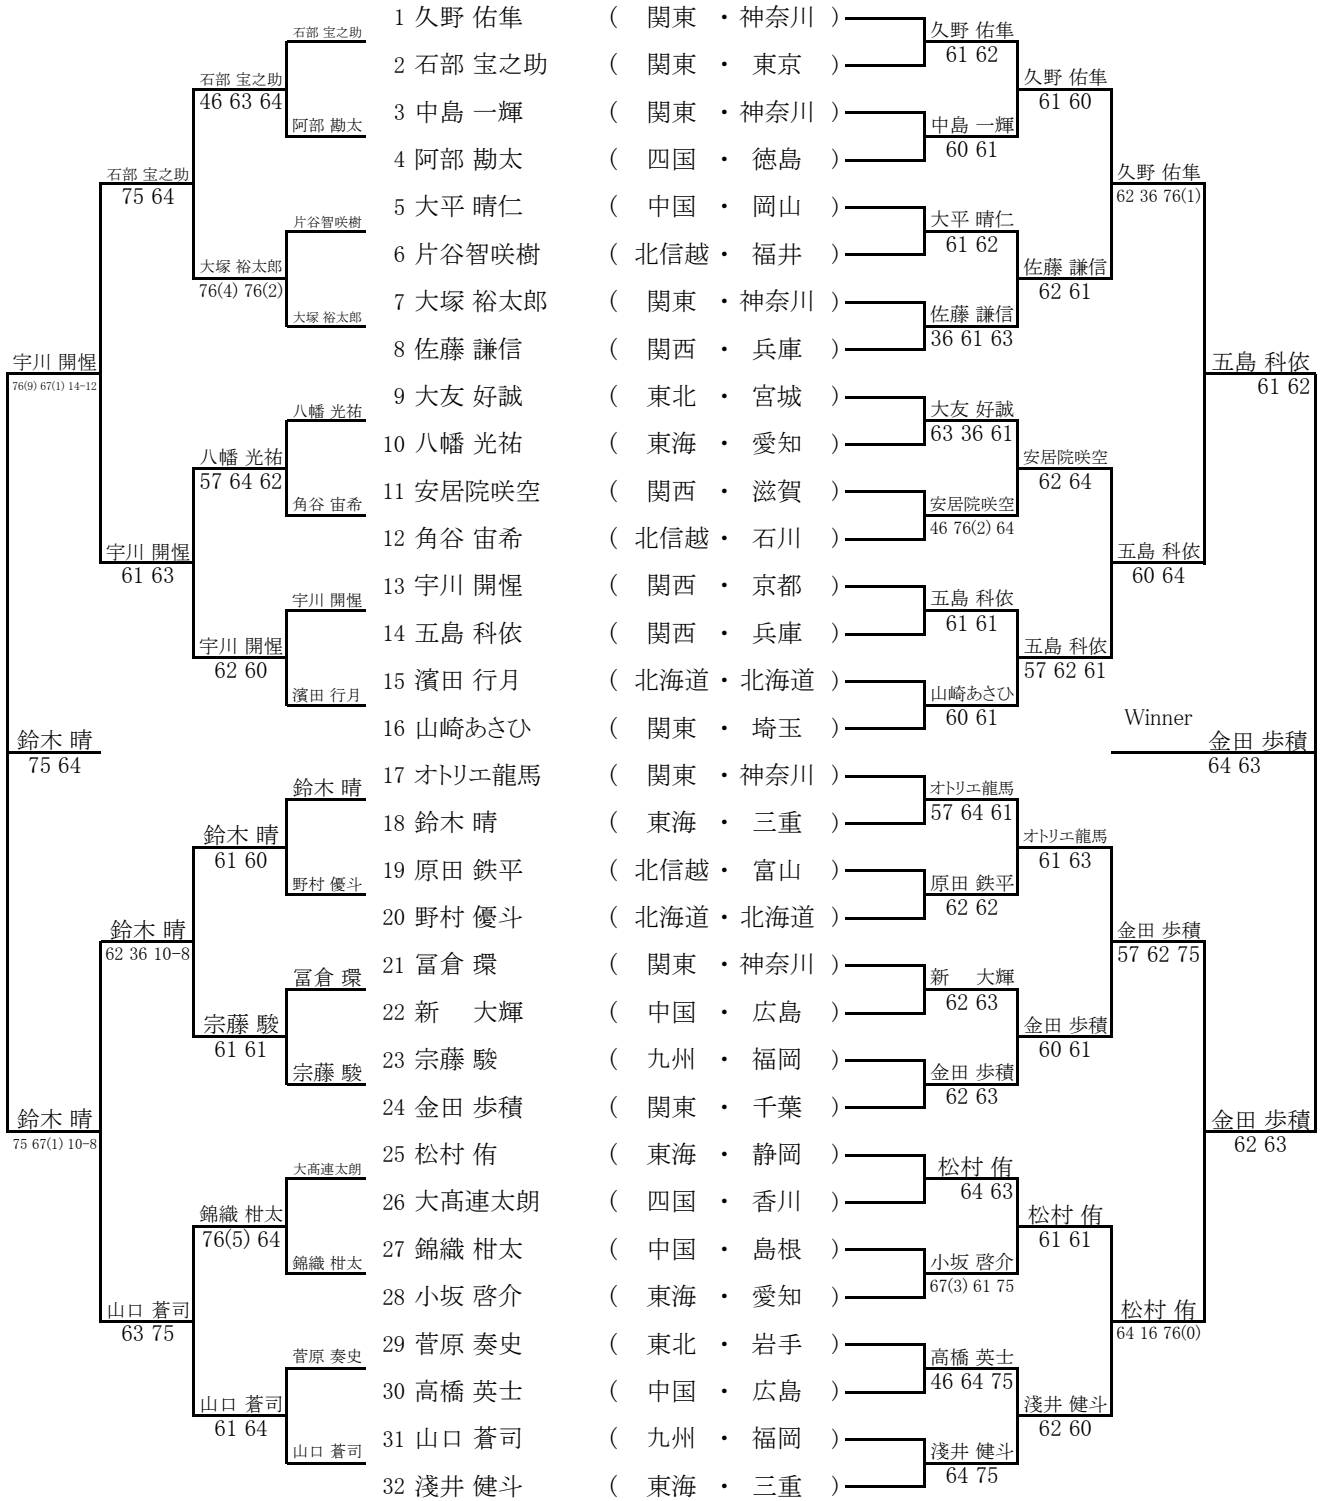 1 久野 佑隼 ( 関東 ・ 神奈川 )
2 石部 宝之助 ( 関東 ・ 東京 )
3 中島 一輝 ( 関東 ・ 神奈川 )
4 阿部 勘太 ( 四国 ・ 徳島 )
5 大平 晴仁 ( 中国 ・ 岡山 )
6 片谷智咲樹 ( 北信越 ・ 福井 )
7 大塚 裕太郎 ( 関東 ・ 神奈川 )
8 佐藤 謙信 ( 関西 ・ 兵庫 )
9 大友 好誠 ( 東北 ・ 宮城 )
10 八幡 光祐 ( 東海 ・ 愛知 )
11 安居院咲空 ( 関西 ・ 滋賀 )
12 角谷 宙希 ( 北信越 ・ 石川 )
13 宇川 開惺 ( 関西 ・ 京都 )
14 五島 科依 ( 関西 ・ 兵庫 )
15 濱田 行月 ( 北海道 ・ 北海道 )
16 山崎あさひ ( 関東 ・ 埼玉 )
17 オトリエ龍馬 ( 関東 ・ 神奈川 )
18 鈴木 晴 ( 東海 ・ 三重 )
19 原田 鉄平 ( 北信越 ・ 富山 )
20 野村 優斗 ( 北海道 ・ 北海道 )
21 冨倉 環 ( 関東 ・ 神奈川 )
22 新 大輝 ( 中国 ・ 広島 )
23 宗藤 駿 ( 九州 ・ 福岡 )
24 金田 歩積 ( 関東 ・ 千葉 )
25 松村 侑 ( 東海 ・ 静岡 )
26 大髙連太朗 ( 四国 ・ 香川 )
27 錦織 柑太 ( 中国 ・ 島根 )
28 小坂 啓介 ( 東海 ・ 愛知 )
29 菅原 奏史 ( 東北 ・ 岩手 )
30 高橋 英士 ( 中国 ・ 広島 )
31 山口 蒼司 ( 九州 ・ 福岡 )
32 淺井 健斗 ( 東海 ・ 三重 )
久野 佑隼
61 62
中島 一輝
60 61
大平 晴仁
61 62
佐藤 謙信
36 61 63
大友 好誠
63 36 61
安居院咲空
46 76(2) 64
五島 科依
61 61
山崎あさひ
60 61
オトリエ龍馬
57 64 61
原田 鉄平
62 62
新 大輝
62 63
金田 歩積
62 63
松村 侑
64 63
小坂 啓介
67(3) 61 75
高橋 英士
46 64 75
淺井 健斗
64 75
久野 佑隼
61 60
佐藤 謙信
62 61
安居院咲空
62 64
五島 科依
57 62 61
オトリエ龍馬
61 63
金田 歩積
60 61
松村 侑
61 61
淺井 健斗
62 60
久野 佑隼
62 36 76(1)
五島 科依
60 64
金田 歩積
57 62 75
松村 侑
64 16 76(0)
五島 科依
61 62
金田 歩積
62 63
Winner
金田 歩積
64 63
石部 宝之助
阿部 勘太
片谷智咲樹
大塚 裕太郎
八幡 光祐
角谷 宙希
宇川 開惺
濱田 行月
鈴木 晴
野村 優斗
冨倉 環
宗藤 駿
大髙連太朗
錦織 柑太
菅原 奏史
山口 蒼司
石部 宝之助
46 63 64
大塚 裕太郎
76(4) 76(2)
八幡 光祐
57 64 62
宇川 開惺
62 60
鈴木 晴
61 60
宗藤 駿
61 61
錦織 柑太
76(5) 64
山口 蒼司
61 64
石部 宝之助
75 64
宇川 開惺
61 63
鈴木 晴
62 36 10-8
山口 蒼司
63 75
宇川 開惺
76(9) 67(1) 14-12
鈴木 晴
75 67(1) 10-8
鈴木 晴
75 64